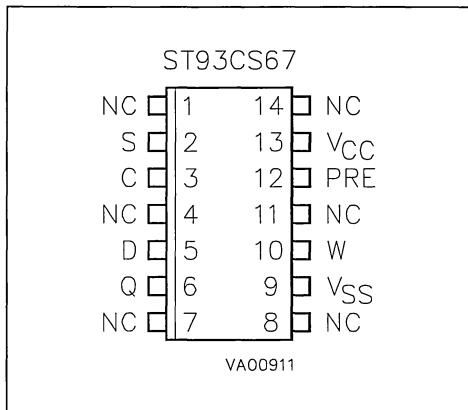 ST93CS67
NC 1 14 NC
S 2 13 VCC
C 3 12 PRE
NC 4 11 NC
D 5 10 W
Q 6 9 VSS
NC 7 8 NC
VA00911